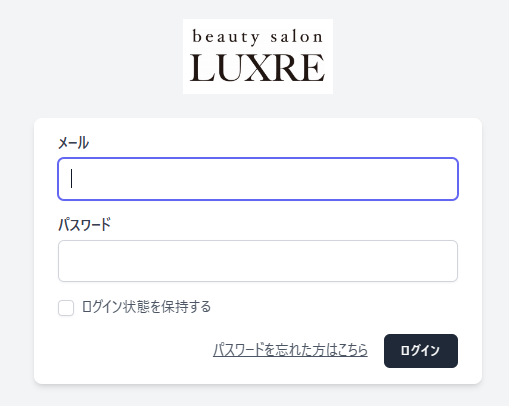 beauty salon
LUXRE
メール
パスワード
ログイン状態を保持する
パスワードを忘れた方はこちら
ログイン